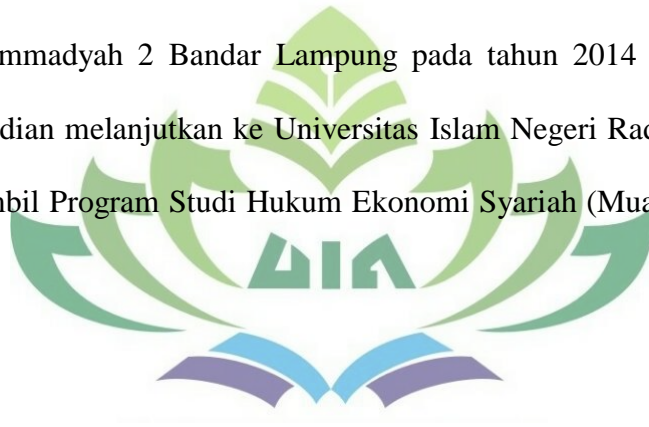 mmadyah 2 Bandar Lampung pada tahun 2014
dian melanjutkan ke Universitas Islam Negeri Rad
bil Program Studi Hukum Ekonomi Syariah (Mua
UIN